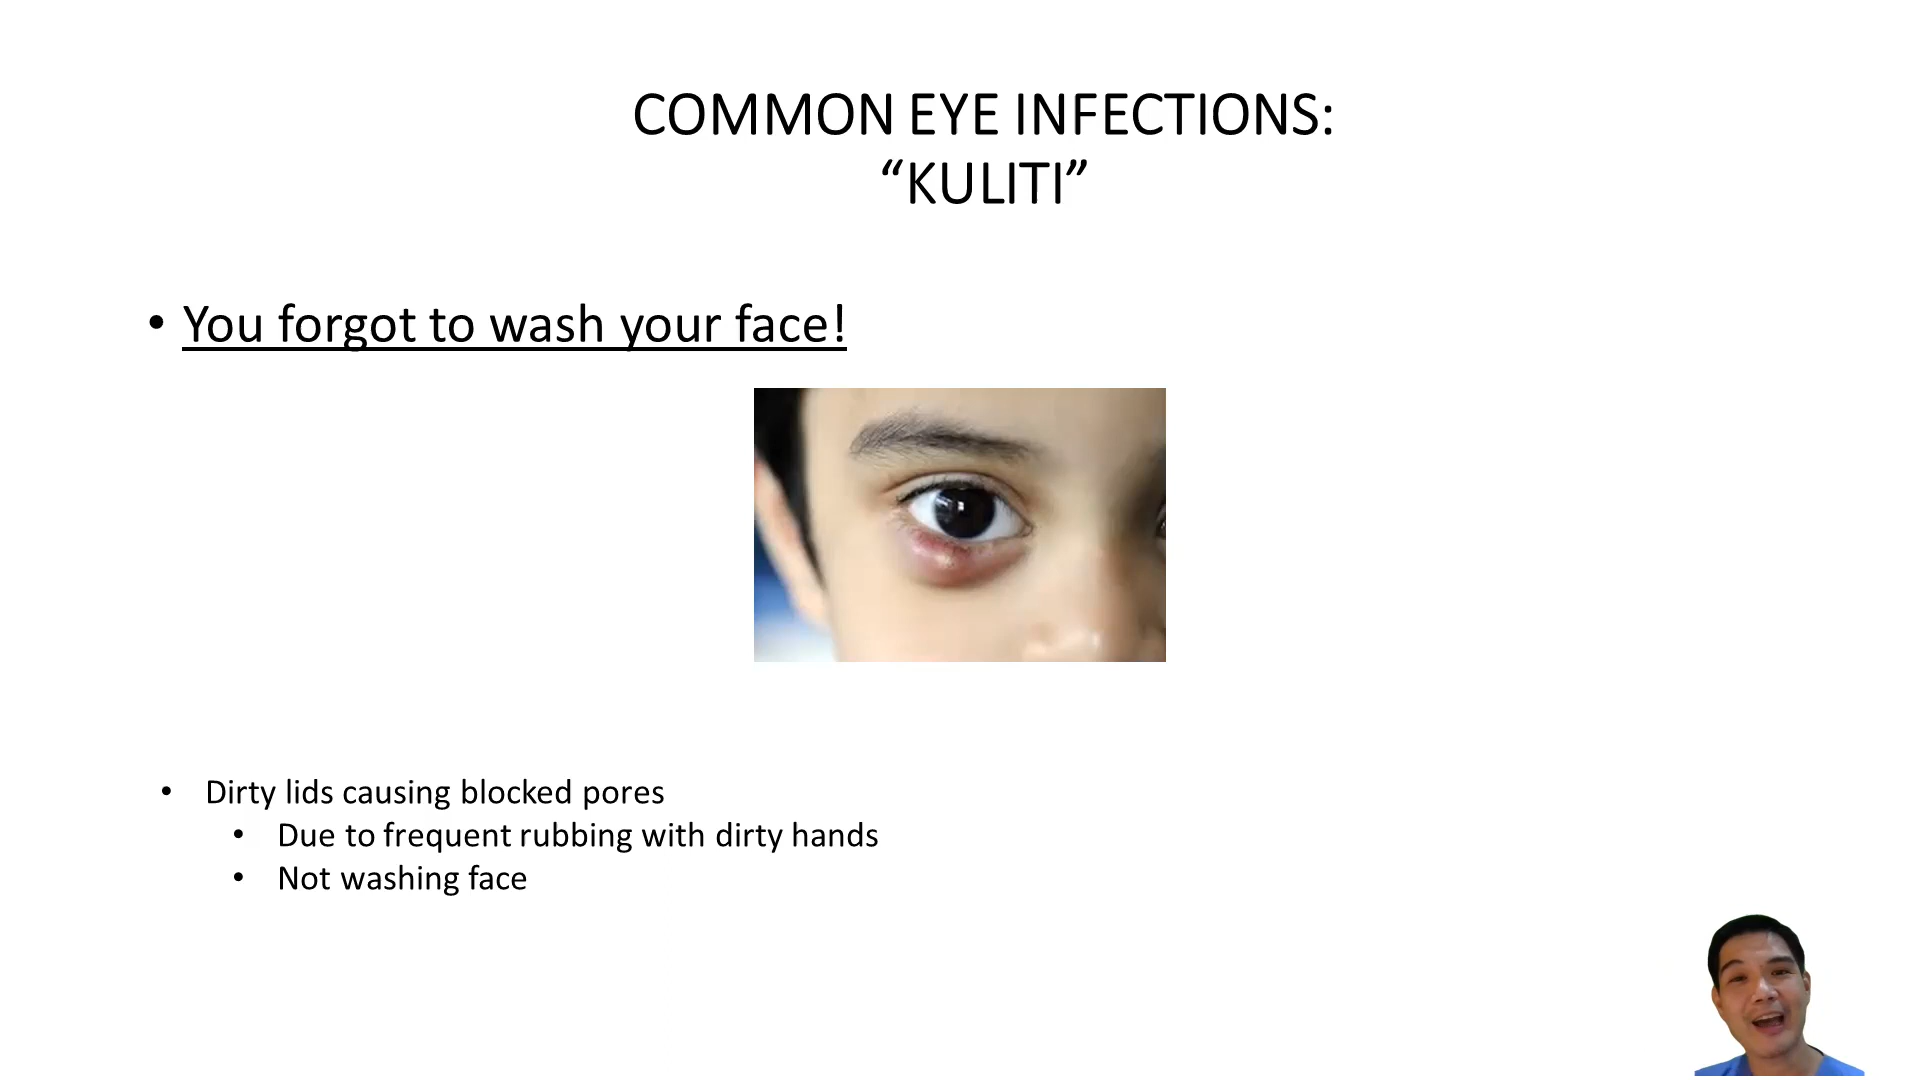 COMMON EYE INFECTIONS:
“KULITI”
• You forgot to wash your face!
• Dirty lids causing blocked pores
• Due to frequent rubbing with dirty hands
• Not washing face